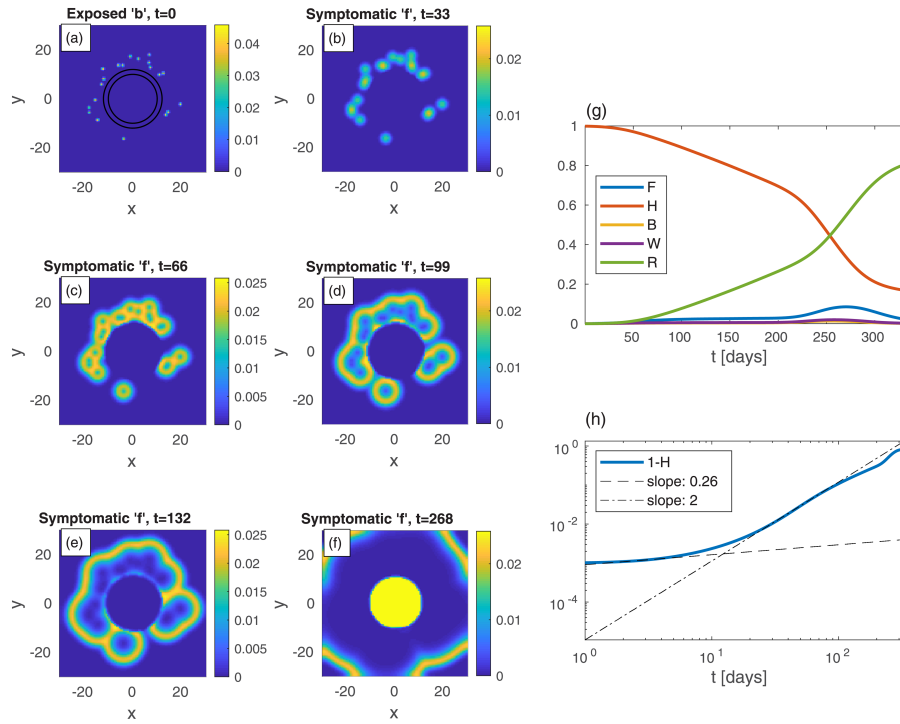 Exposed 'b', t=0
(a)
20
0
-20
y
-20
0
20
x
0.04
0.03
0.02
0.01
0
Symptomatic 'f', t=33
(b)
20
0
-20
y
-20
0
20
x
0.02
0.01
0
Symptomatic 'f', t=66
(c)
20
0
-20
y
-20
0
20
x
0.025
0.02
0.015
0.01
0.005
0
Symptomatic 'f', t=99
(d)
20
0
-20
y
-20
0
20
x
0.02
0.01
0
Symptomatic 'f', t=132
(e)
20
0
-20
y
-20
0
20
x
0.025
0.02
0.015
0.01
0.005
0
Symptomatic 'f', t=268
(f)
20
0
-20
y
-20
0
20
x
0.02
0.01
0
(g)
1
0.8
0.6
0.4
0.2
0
F
H
B
W
R
50
100
150
200
250
300
t [days]
(h)
10^0
10^-2
10^-4
1-H
slope: 0.26
slope: 2
10^0
10^1
10^2
t [days]